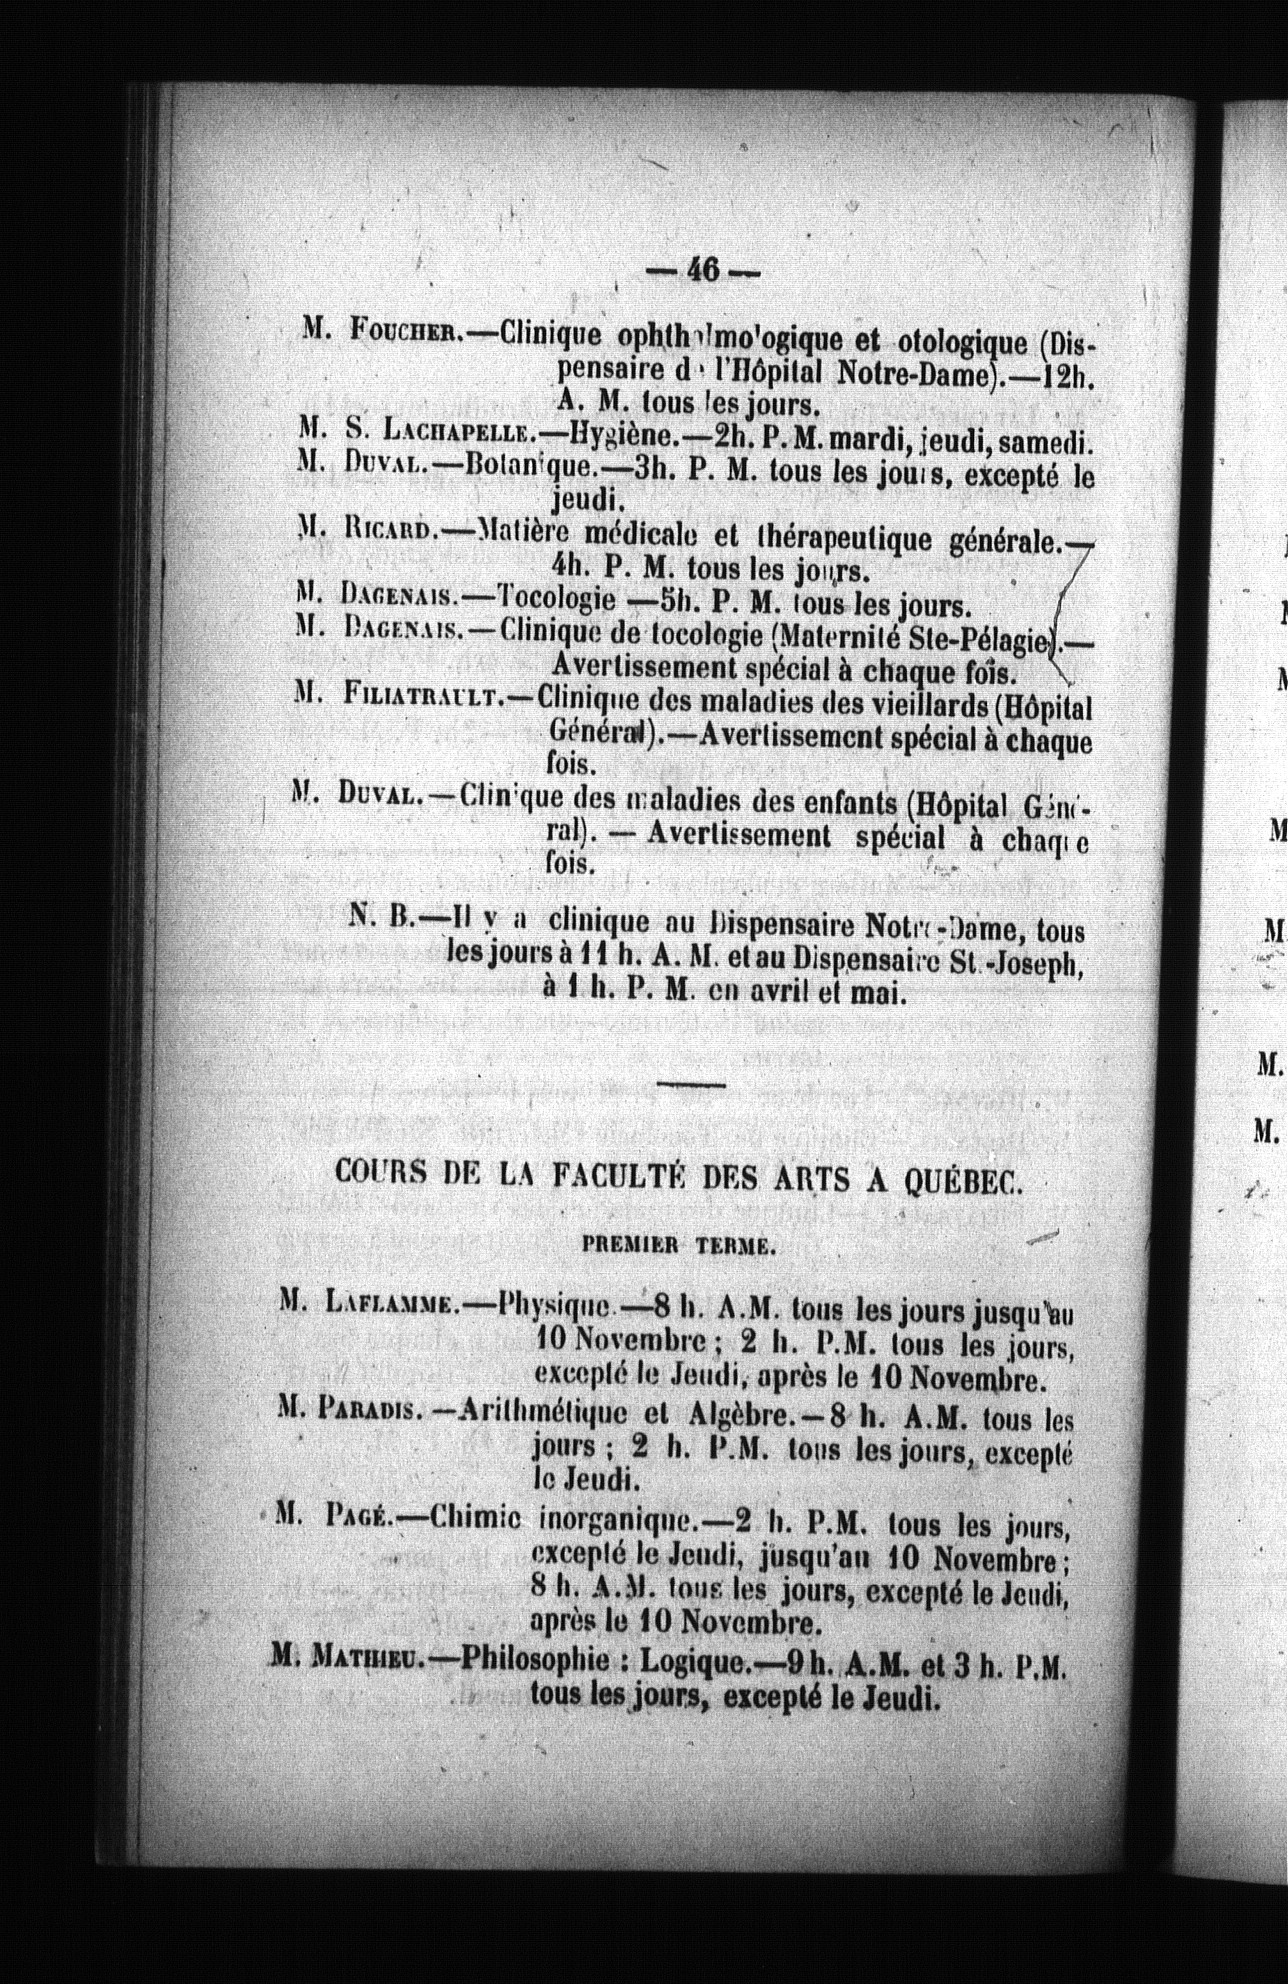 — 46 —
M. FOUCHER.—Clinique ophthalmologique et otologique (Dis-
pensaire de l'Hôpital Notre-Dame).—12h.
A. M. tous les jours.
M. S. LACHAPELLE.—Hygiène.—2h. P. M. mardi, jeudi, samedi.
M. DUVAL.—Botanique.—3h. P. M. tous les jours, excepté le
jeudi.
M. RICARD.—Matière médicale et thérapeutique générale.—
4h. P. M. tous les jours.
M. DAGENAIS.—Tocologie —5h. P. M. tous les jours.
M. DAGENAIS.—Clinique de tocologie (Maternité Ste-Pélagie).—
Avertissement spécial à chaque fois.
M. FILIATRAULT.—Clinique des maladies des vieillards (Hôpital
Général).—Avertissement spécial à chaque
fois.
M. DUVAL.—Clinique des maladies des enfants (Hôpital Géné-
ral). — Avertissement spécial à chaque
fois.
N. B.—Il y a clinique au Dispensaire Notre-Dame, tous
les jours à 11 h. A. M. et au Dispensaire St.-Joseph,
à 1 h. P. M. en avril et mai.
COURS DE LA FACULTÉ DES ARTS A QUÉBEC.
PREMIER TERME.
M. LAFLAMME.—Physique.—8 h. A.M. tous les jours jusqu'au
10 Novembre ; 2 h. P.M. tous les jours,
excepté le Jeudi, après le 10 Novembre.
M. PARADIS. —Arithmétique et Algèbre.—8 h. A.M. tous les
jours ; 2 h. P.M. tous les jours, excepté
le Jeudi.
M. PAGÉ.—Chimie inorganique.—2 h. P.M. tous les jours,
excepté le Jeudi, jusqu'au 10 Novembre ;
8 h. A.M. tous les jours, excepté le Jeudi,
après le 10 Novembre.
M. MATHIEU.—Philosophie : Logique.—9 h. A.M. et 3 h. P.M.
tous les jours, excepté le Jeudi.
M
M
M.
M.